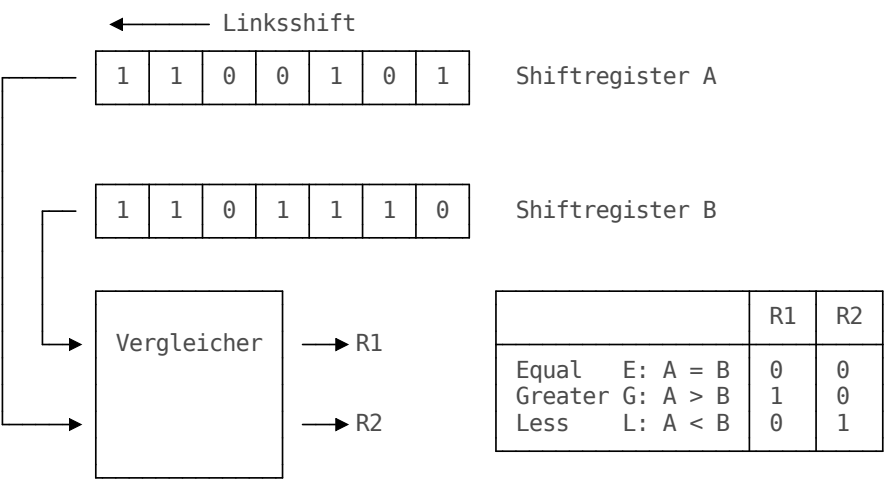 Linksshift
1 1 0 0 1 0 1 Shiftregister A
1 1 0 1 1 1 0 Shiftregister B
R1 R2
Vergleicher R1
Equal E: A = B 0 0
Greater G: A > B 1 0
Less L: A < B 0 1
R2